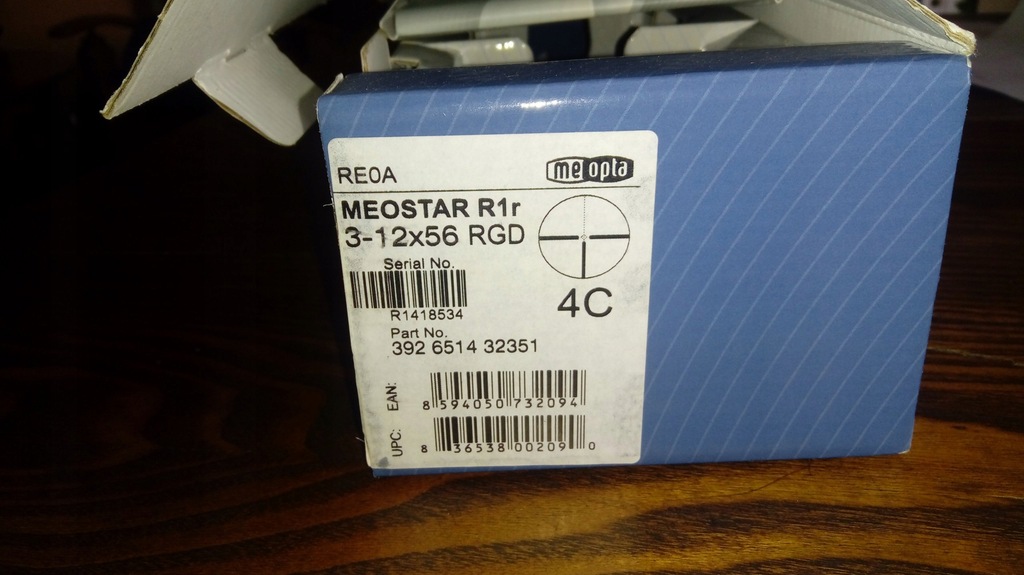 RE0A
meopta
MEOSTAR R1r
3-12x56 RGD
Serial No.
R1418534
4C
Part No.
392 6514 32351
EAN:
8 594050 732094
UPC:
8 36538 00209 0